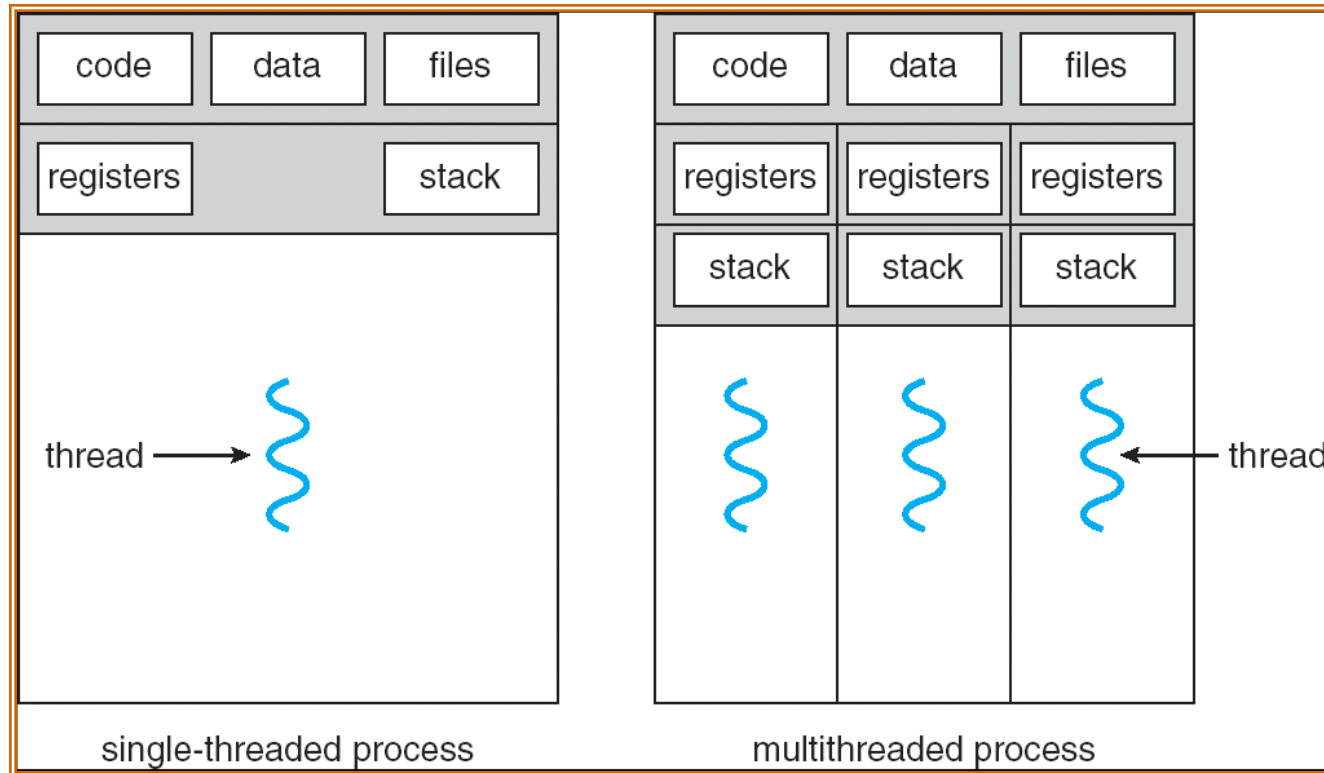 code data files
registers stack
thread
single-threaded process
code data files
registers registers registers
stack stack stack
thread
multithreaded process